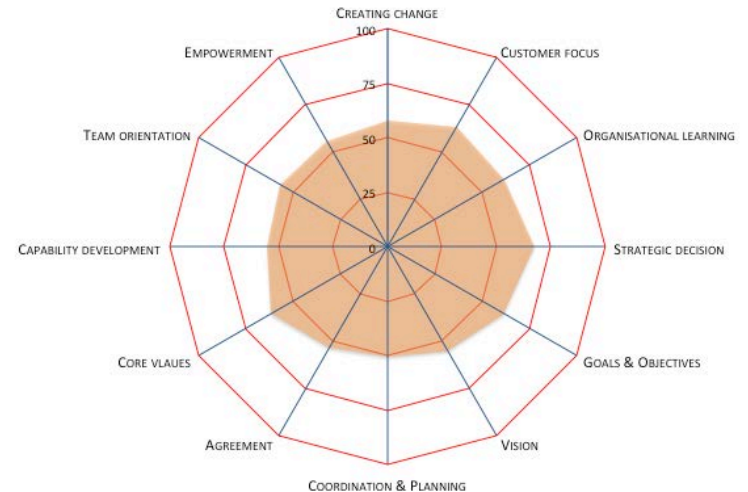 CREATING CHANGE
100
EMPOWERMENT
CUSTOMER FOCUS
75
TEAM ORIENTATION
ORGANISATIONAL LEARNING
50
25
CAPABILITY DEVELOPMENT
0
STRATEGIC DECISION
CORE VLAUES
GOALS & OBJECTIVES
AGREEMENT
VISION
COORDINATION & PLANNING